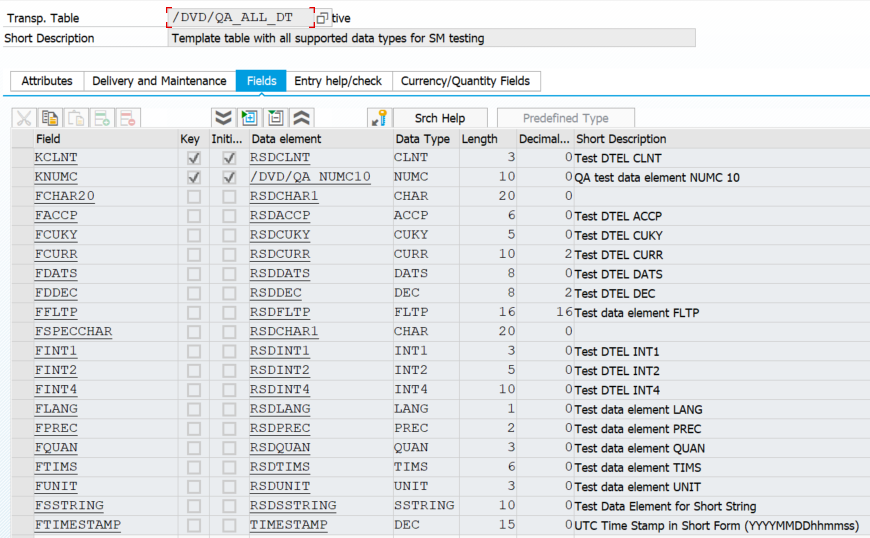 Transp. Table /DVD/QA_ALL_DT tive
Short Description Template table with all supported data types for SM testing
Attributes Delivery and Maintenance Fields Entry help/check Currency/Quantity Fields
Srch Help Predefined Type
Field Key Initi... Data element Data Type Length Decimal... Short Description
KCLNT RSDCLNT CLNT 3 0 Test DTEL CLNT
KNUMC /DVD/QA_NUMC10 NUMC 10 0 QA test data element NUMC 10
FCHAR20 RSDCHAR1 CHAR 20 0
FACCP RSDACCP ACCP 6 0 Test DTEL ACCP
FCUKY RSDCUKY CUKY 5 0 Test DTEL CUKY
FCURR RSDCURR CURR 10 2 Test DTEL CURR
FDATS RSDDATS DATS 8 0 Test DTEL DATS
FDDEC RSDDEC DEC 8 2 Test DTEL DEC
FFLTP RSDFLTP FLTP 16 16 Test data element FLTP
FSPECCHAR RSDCHAR1 CHAR 20 0
FINT1 RSDINT1 INT1 3 0 Test DTEL INT1
FINT2 RSDINT2 INT2 5 0 Test DTEL INT2
FINT4 RSDINT4 INT4 10 0 Test DTEL INT4
FLANG RSDLANG LANG 1 0 Test data element LANG
FPREC RSDPREC PREC 2 0 Test data element PREC
FQUAN RSDQUAN QUAN 3 0 Test data element QUAN
FTIMS RSDTIMS TIMS 6 0 Test data element TIMS
FUNIT RSDUNIT UNIT 3 0 Test data element UNIT
FSSTRING RSDSSTRING SSTRING 10 0 Test Data Element for Short String
FTIMESTAMP TIMESTAMP DEC 15 0 UTC Time Stamp in Short Form (YYYYMMDDhhmmss)